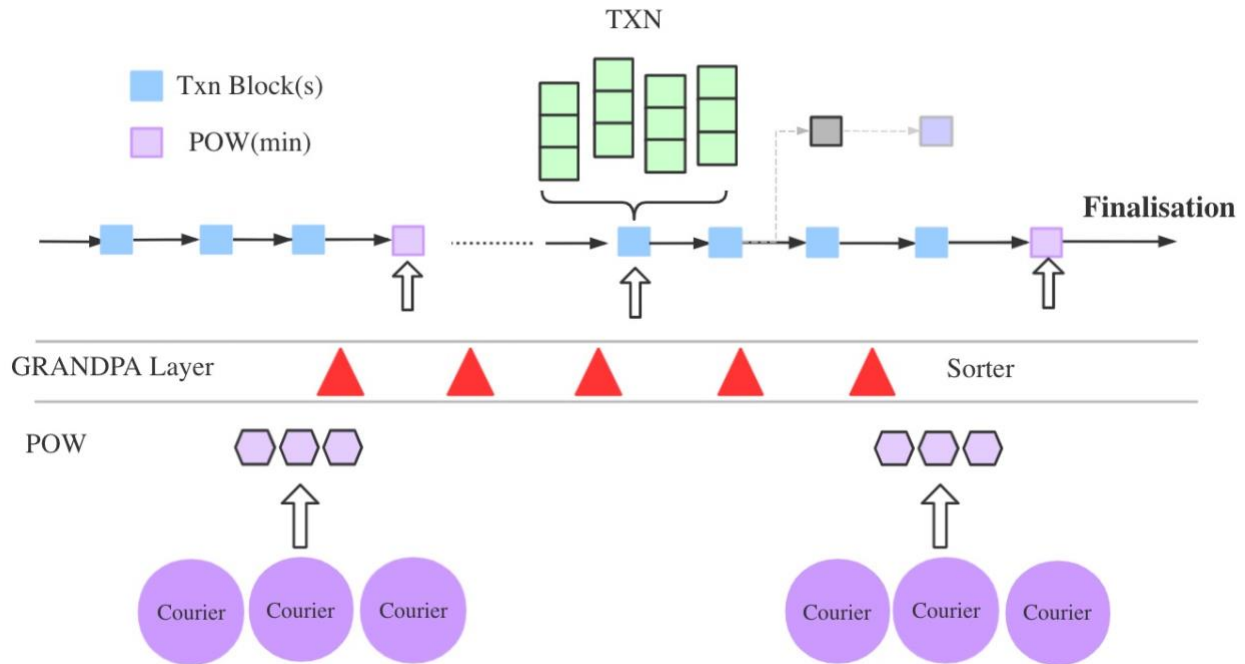 TXN
Txn Block(s)
POW(min)
Finalisation
GRANDPA Layer
Sorter
POW
Courier
Courier
Courier
Courier
Courier
Courier